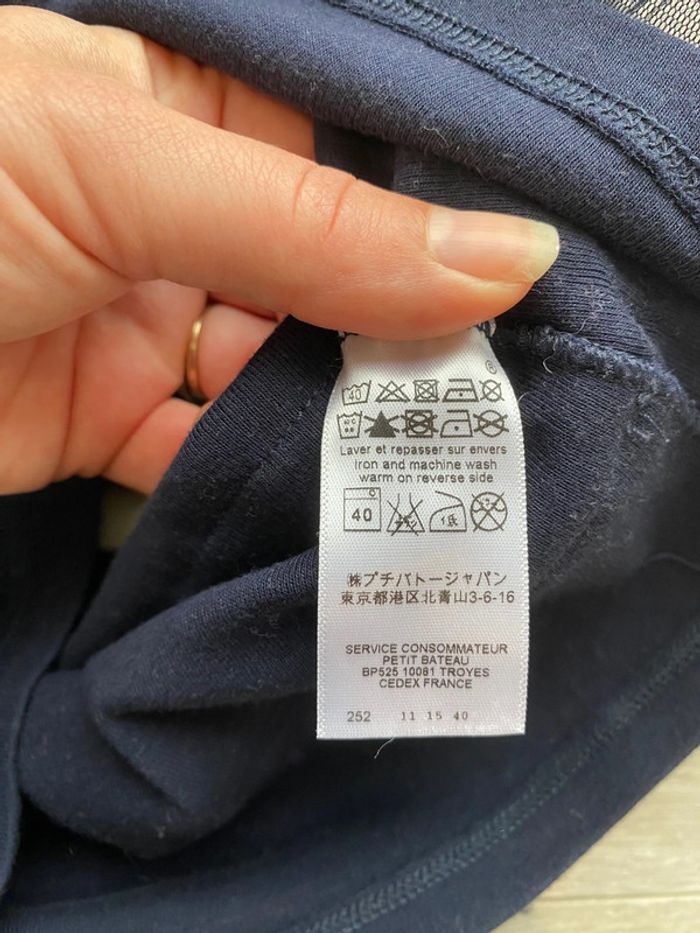 ®
40
Laver et repasser sur envers
Iron and machine wash
warm on reverse side
40 低
㈱プチバトージャパン
東京都港区北青山3-6-16
SERVICE CONSOMMATEUR
PETIT BATEAU
BP525 10081 TROYES
CEDEX FRANCE
252 11 15 40